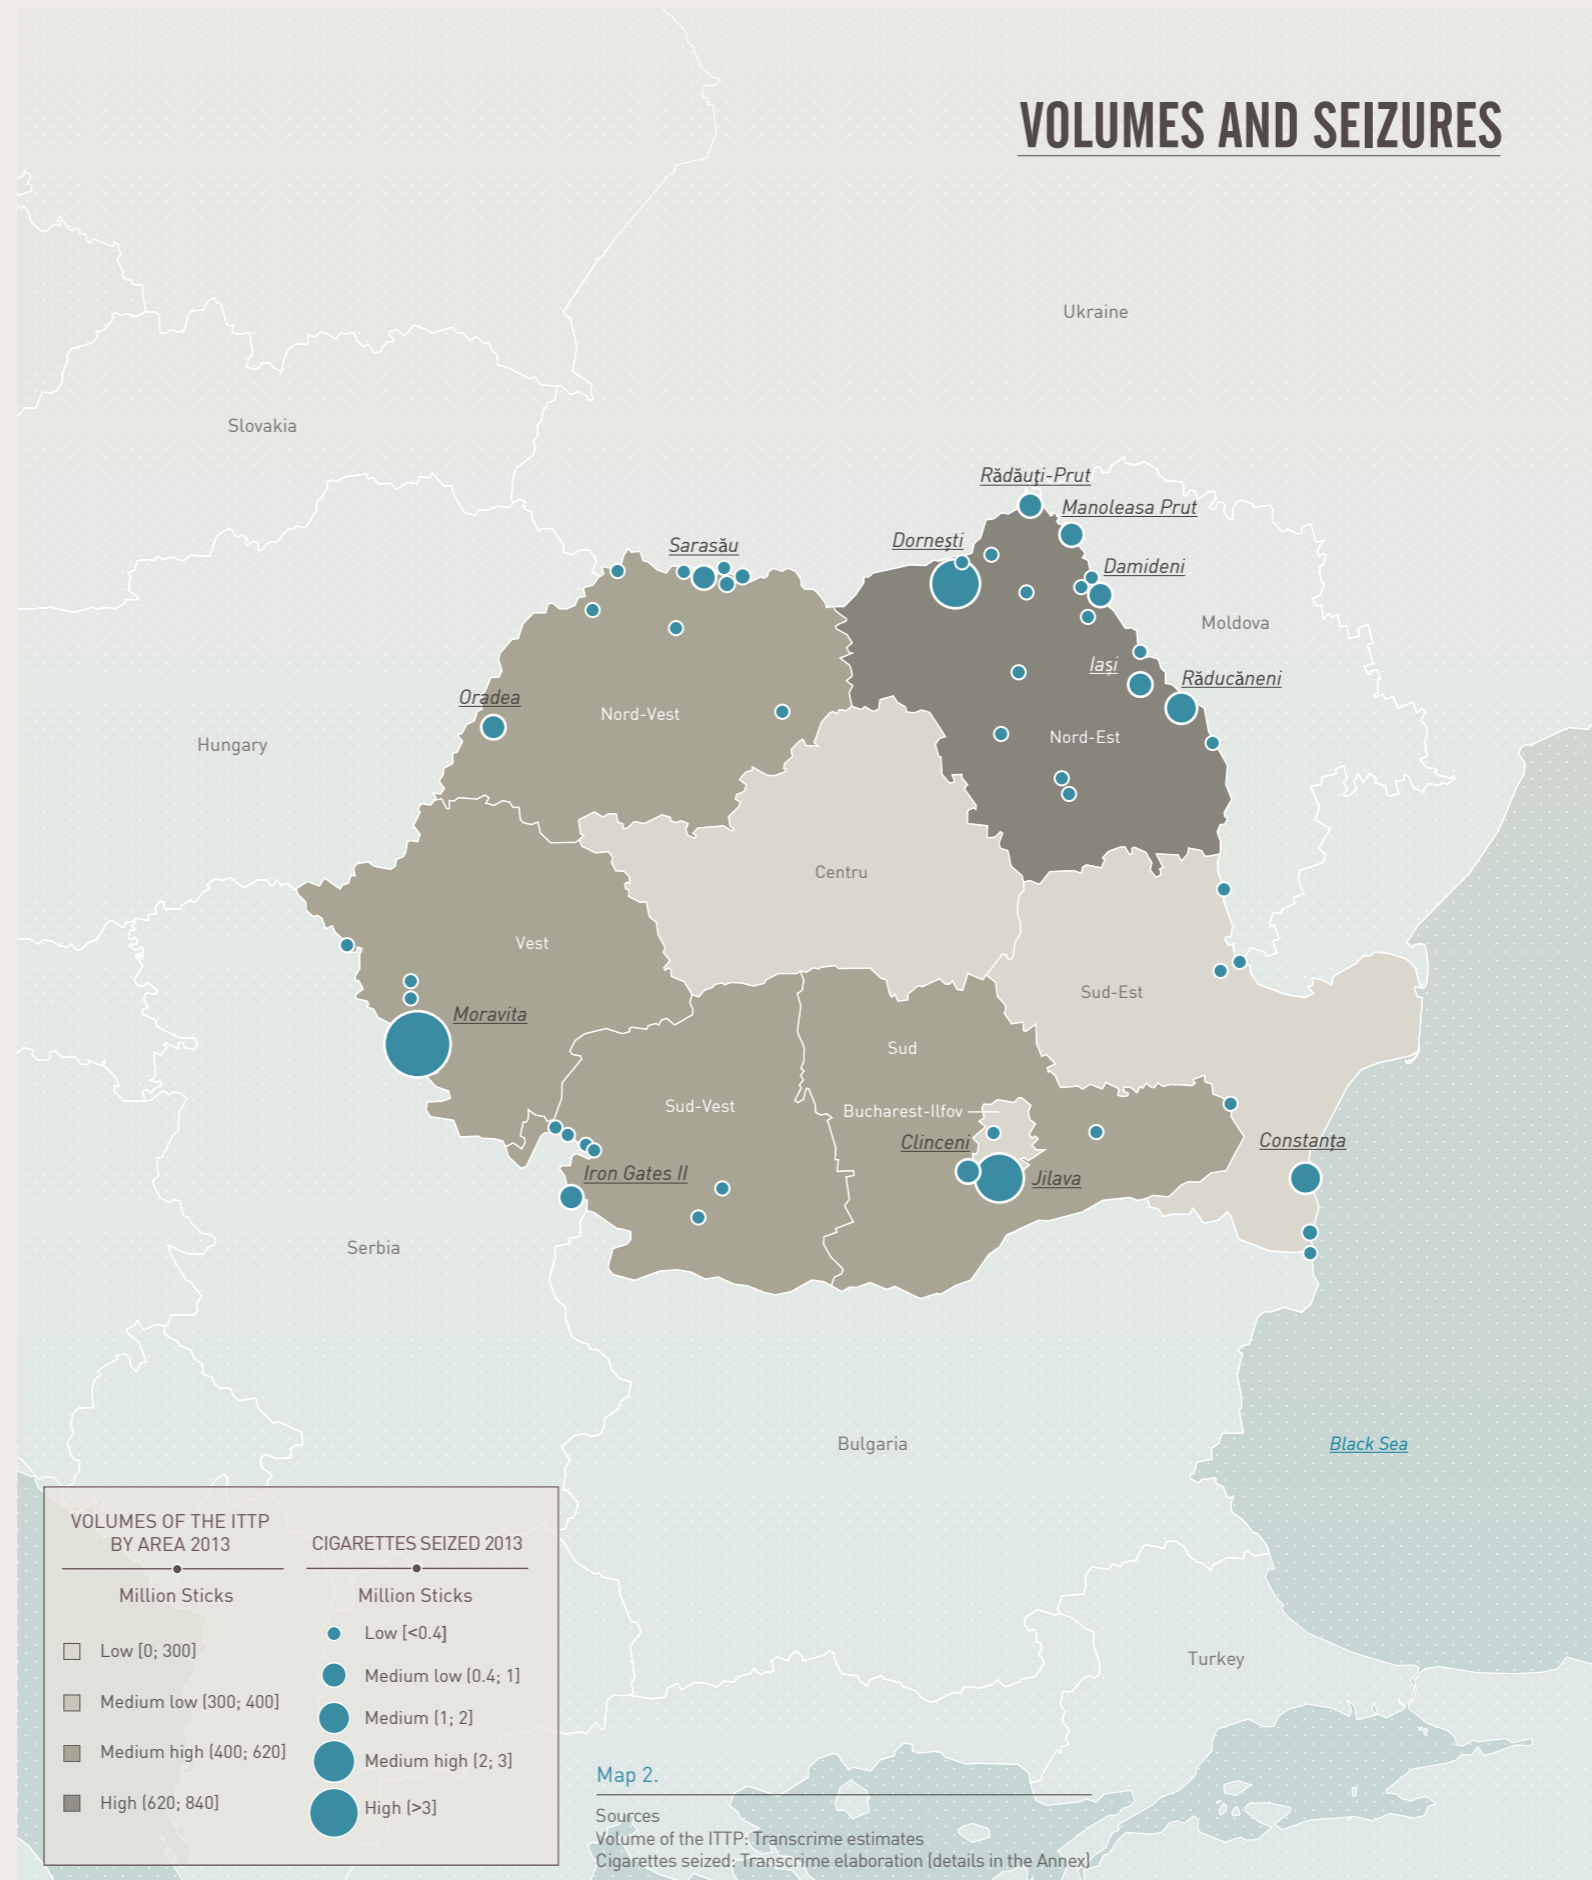 VOLUMES AND SEIZURES
Ukraine
Slovakia
Rădăuţi-Prut
Manoleasa Prut
Dorneşti
Sarasău
Damideni
Moldova
Iaşi
Răducăneni
Oradea
Nord-Vest
Nord-Est
Hungary
Centru
Vest
Sud-Est
Moravita
Sud
Sud-Vest
Bucharest-Ilfov
Clinceni
Constanţa
Iron Gates II
Jilava
Serbia
Bulgaria
Black Sea
Turkey
VOLUMES OF THE ITTP
BY AREA 2013
Million Sticks
Low [0; 300]
Medium low (300; 400]
Medium high (400; 620]
High (620; 840]
CIGARETTES SEIZED 2013
Million Sticks
Low [<0.4]
Medium low (0.4; 1]
Medium (1; 2]
Medium high (2; 3]
High (>3]
Map 2.
Sources
Volume of the ITTP: Transcrime estimates
Cigarettes seized: Transcrime elaboration (details in the Annex)